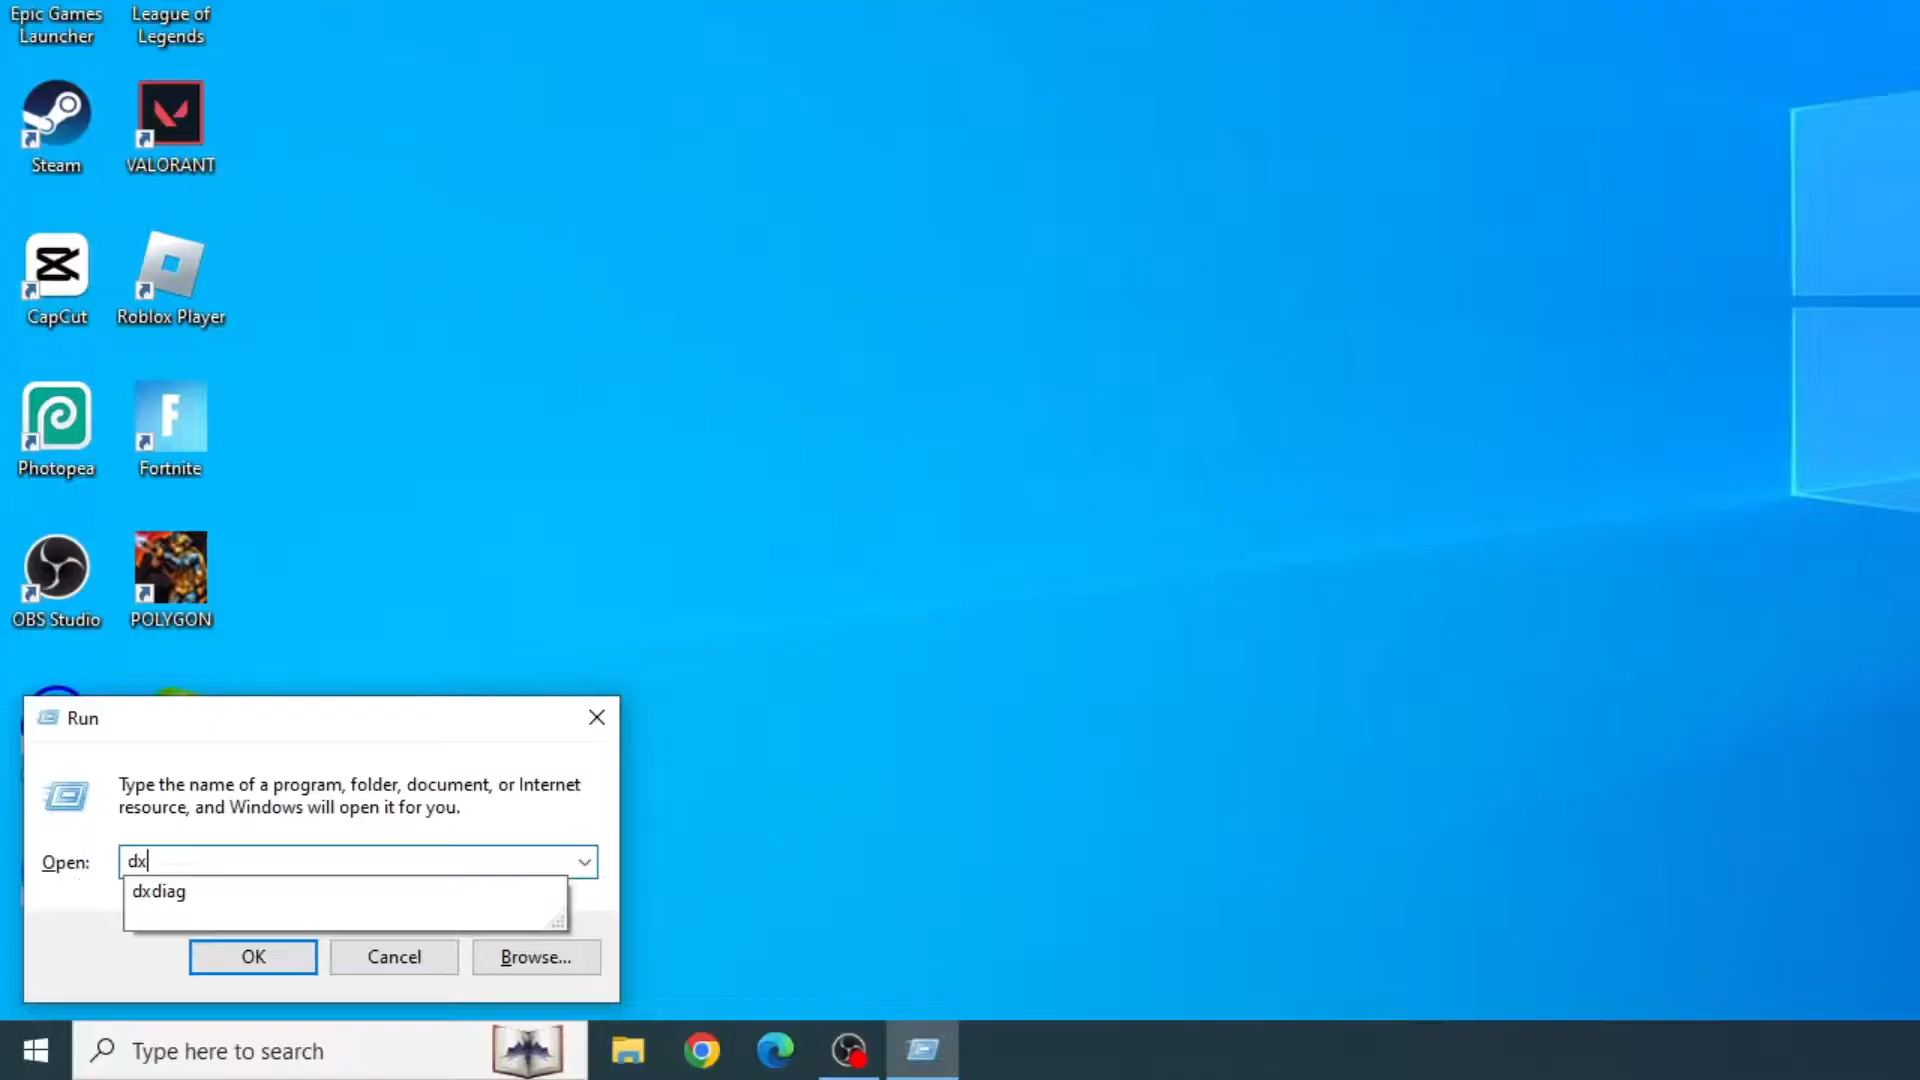 Epic Games
Launcher
League of
Legends
Steam
VALORANT
CapCut
Roblox Player
Photopea
Fortnite
OBS Studio
POLYGON
Run
Type the name of a program, folder, document, or Internet
resource, and Windows will open it for you.
Open:
dx
dxdiag
OK
Cancel
Browse...
Type here to search